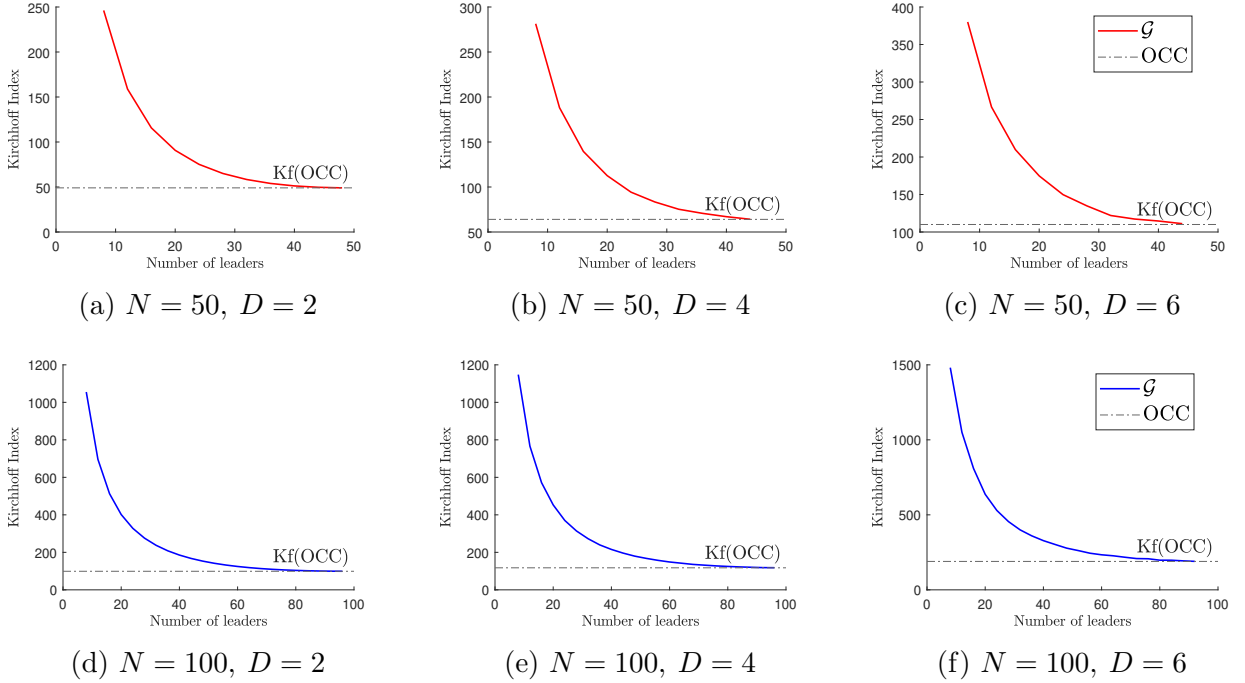 250
200
150
100
50
0
Kirchhoff Index
Kf(OCC)
0 10 20 30 40 50
Number of leaders
(a) N = 50, D = 2
300
250
200
150
100
50
Kirchhoff Index
Kf(OCC)
0 10 20 30 40 50
Number of leaders
(b) N = 50, D = 4
400
350
300
250
200
150
100
Kirchhoff Index
𝒢
OCC
Kf(OCC)
0 10 20 30 40 50
Number of leaders
(c) N = 50, D = 6
1200
1000
800
600
400
200
0
Kirchhoff Index
Kf(OCC)
0 20 40 60 80 100
Number of leaders
(d) N = 100, D = 2
1200
1000
800
600
400
200
0
Kirchhoff Index
Kf(OCC)
0 20 40 60 80 100
Number of leaders
(e) N = 100, D = 4
1500
1000
500
0
Kirchhoff Index
𝒢
OCC
Kf(OCC)
0 20 40 60 80 100
Number of leaders
(f) N = 100, D = 6